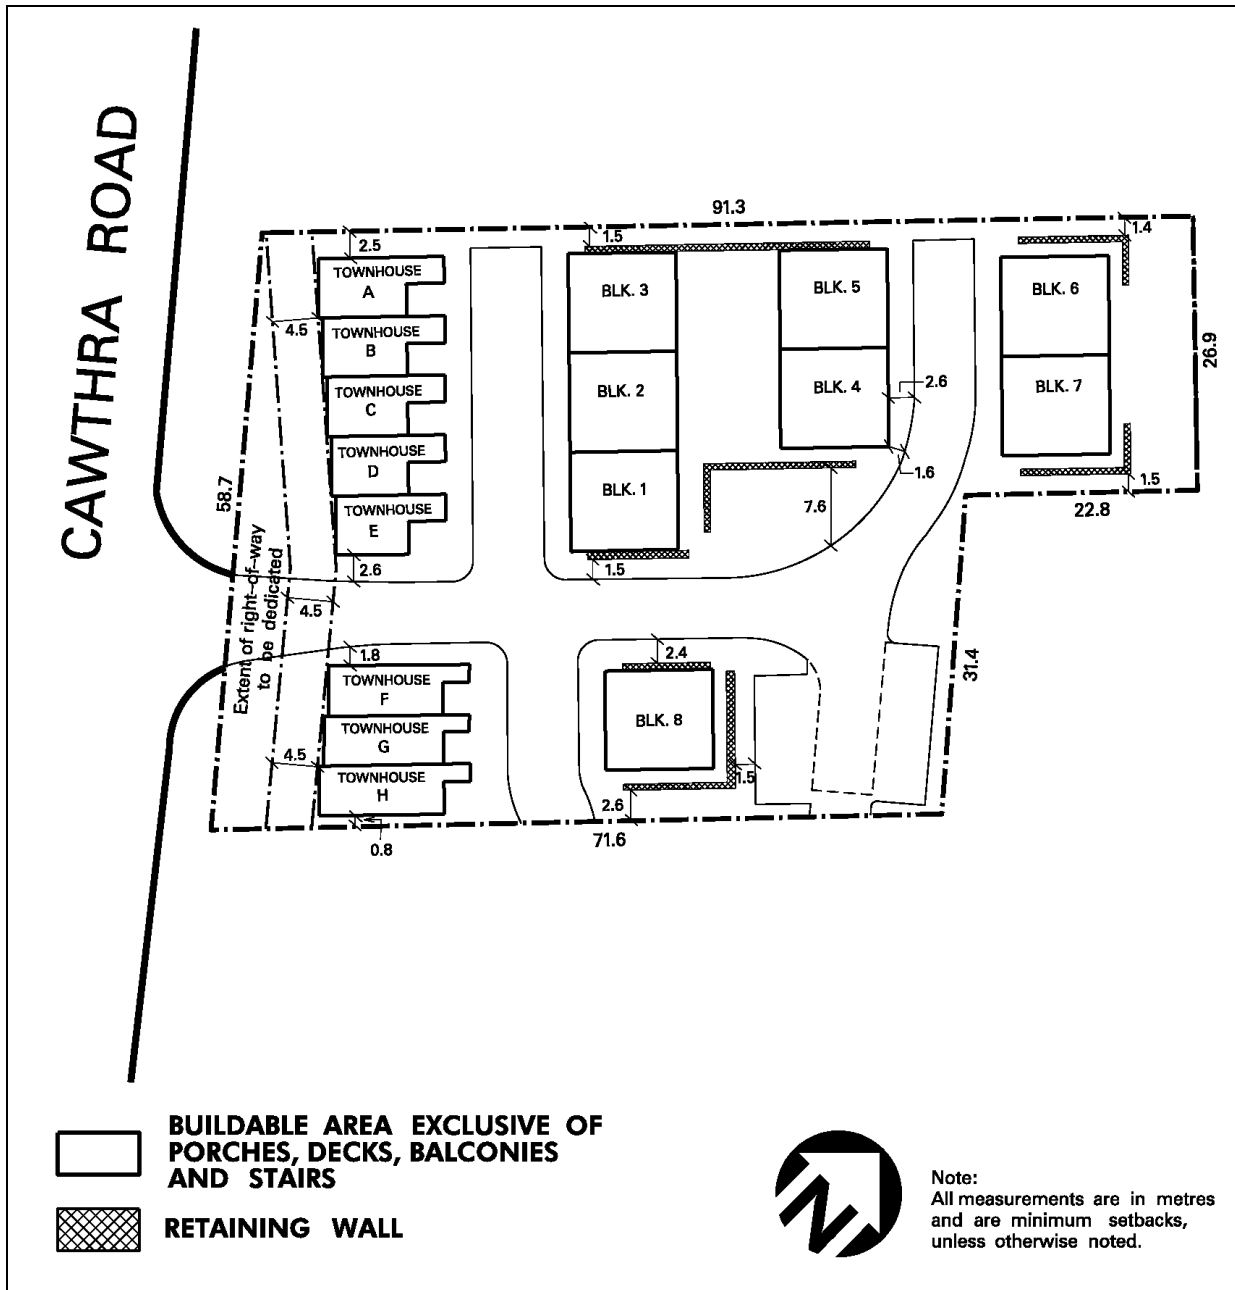 CAWTHRA ROAD
91.3
2.5
1.5
1.4
TOWNHOUSE
A
BLK. 3
BLK. 5
BLK. 6
4.5
TOWNHOUSE
B
26.9
TOWNHOUSE
C
BLK. 2
BLK. 4
2.6
BLK. 7
TOWNHOUSE
D
1.6
58.7
TOWNHOUSE
E
BLK. 1
7.6
1.5
22.8
2.6
1.5
Extent of right-of-way
to be dedicated
4.5
1.8
2.4
31.4
TOWNHOUSE
F
TOWNHOUSE
G
BLK. 8
4.5
TOWNHOUSE
H
1.5
2.6
0.8
71.6
BUILDABLE AREA EXCLUSIVE OF
PORCHES, DECKS, BALCONIES
AND STAIRS
RETAINING WALL
N
Note:
All measurements are in metres
and are minimum setbacks,
unless otherwise noted.